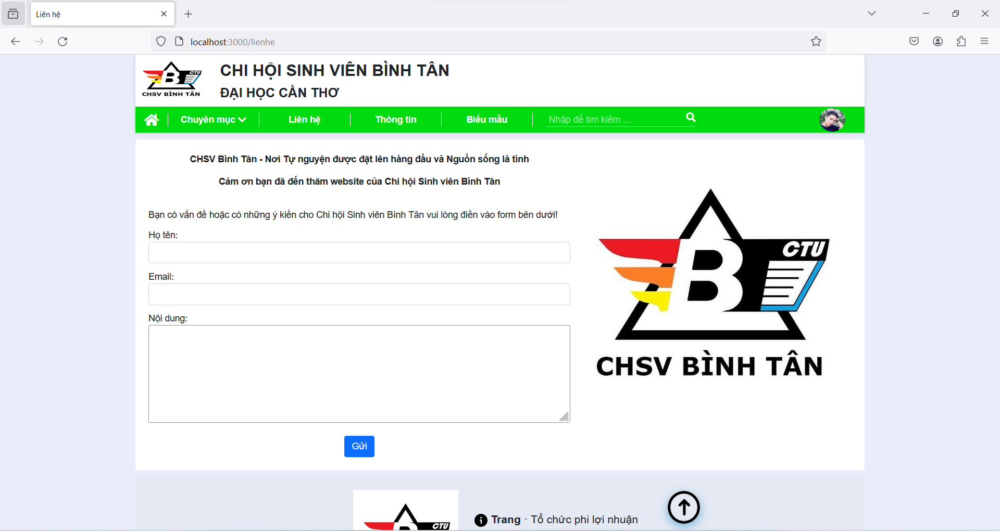 Liên hệ
localhost:3000/lienhe
CTU
B
CHSV BÌNH TÂN
CHI HỘI SINH VIÊN BÌNH TÂN
ĐẠI HỌC CẦN THƠ
Chuyên mục
Liên hệ
Thông tin
Biểu mẫu
Nhập để tìm kiếm ...
CHSV Bình Tân - Nơi Tự nguyện được đặt lên hàng đầu và Nguồn sống là tình
Cảm ơn bạn đã đến thăm website của Chi hội Sinh viên Bình Tân
Bạn có vấn đề hoặc có những ý kiến cho Chi hội Sinh viên Bình Tân vui lòng điền vào form bên dưới!
Họ tên:
Email:
Nội dung:
Gửi
CTU
B
CHSV BÌNH TÂN
CTU
Trang · Tổ chức phi lợi nhuận